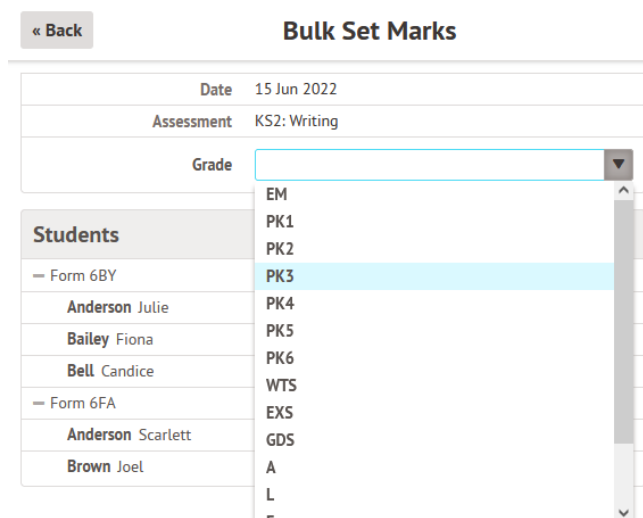 « Back
Bulk Set Marks
Date 15 Jun 2022
Assessment KS2: Writing
Grade
EM
PK1
PK2
PK3
PK4
PK5
PK6
WTS
EXS
GDS
A
L
Students
Form 6BY
Anderson Julie
Bailey Fiona
Bell Candice
Form 6FA
Anderson Scarlett
Brown Joel